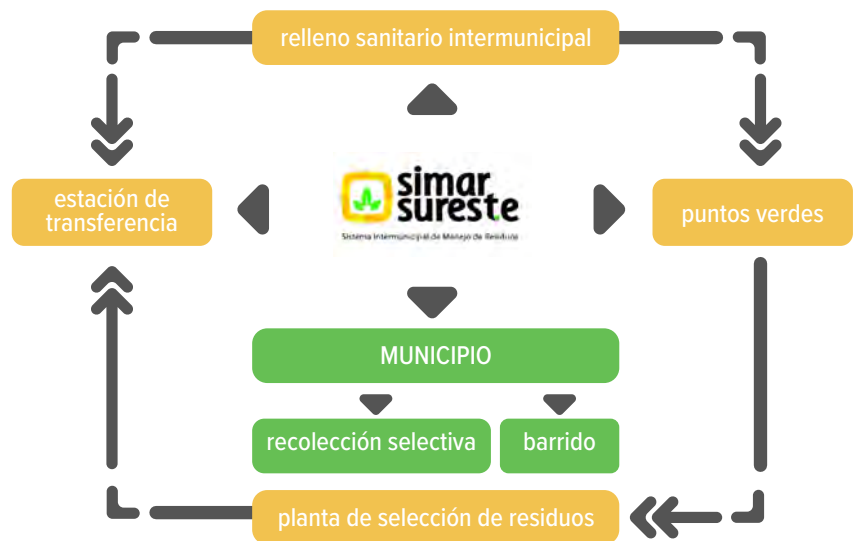 relleno sanitario intermunicipal
simar
sureste
Sistema Intermunicipal de Manejo de Residuos
estación de
transferencia
puntos verdes
MUNICIPIO
recolección selectiva
barrido
planta de selección de residuos